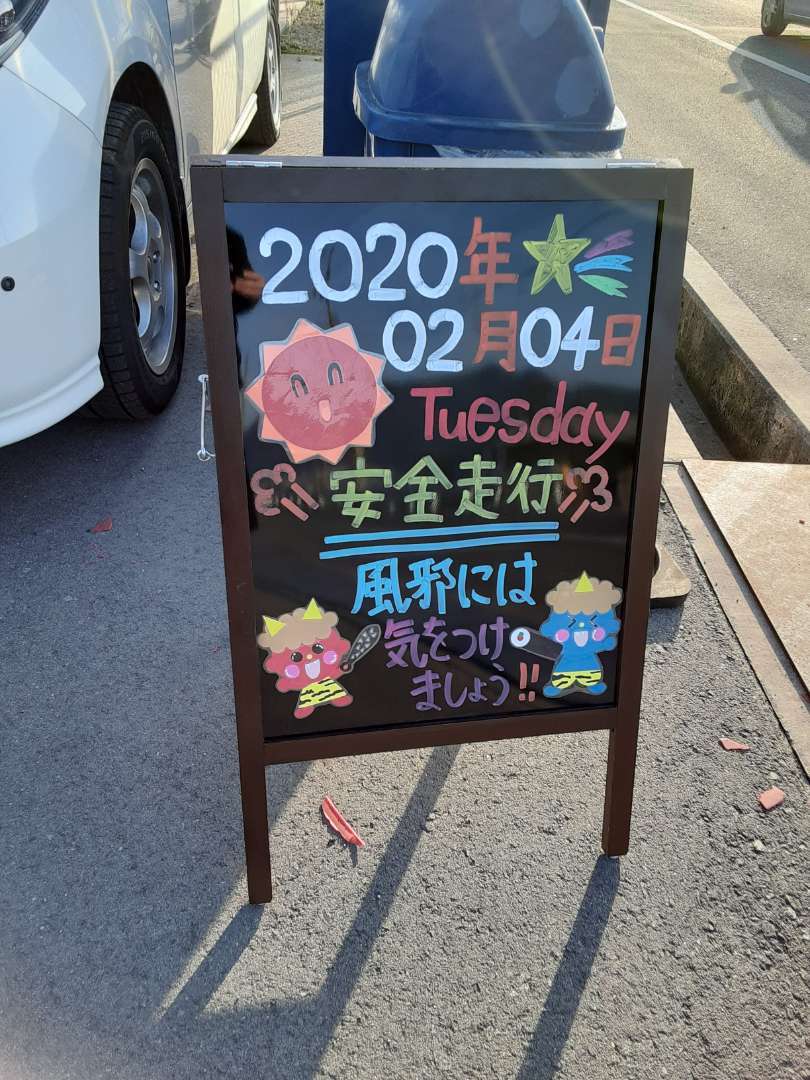 2020年
02月04日
Tuesday
安全走行
風邪には
気をつけ
ましょう!!